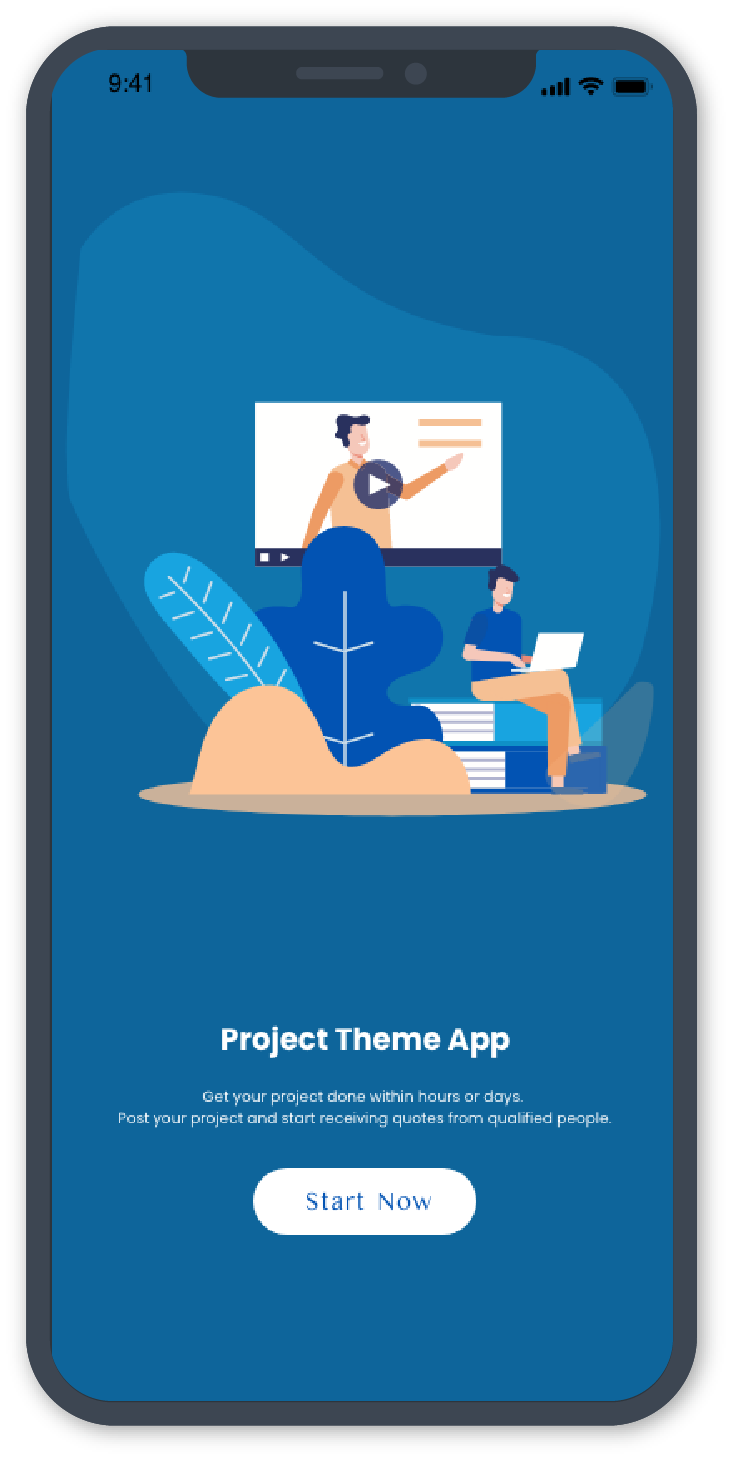 9:41
Project Theme App
Get your project done within hours or days.
Post your project and start receiving quotes from qualified people.
Start Now